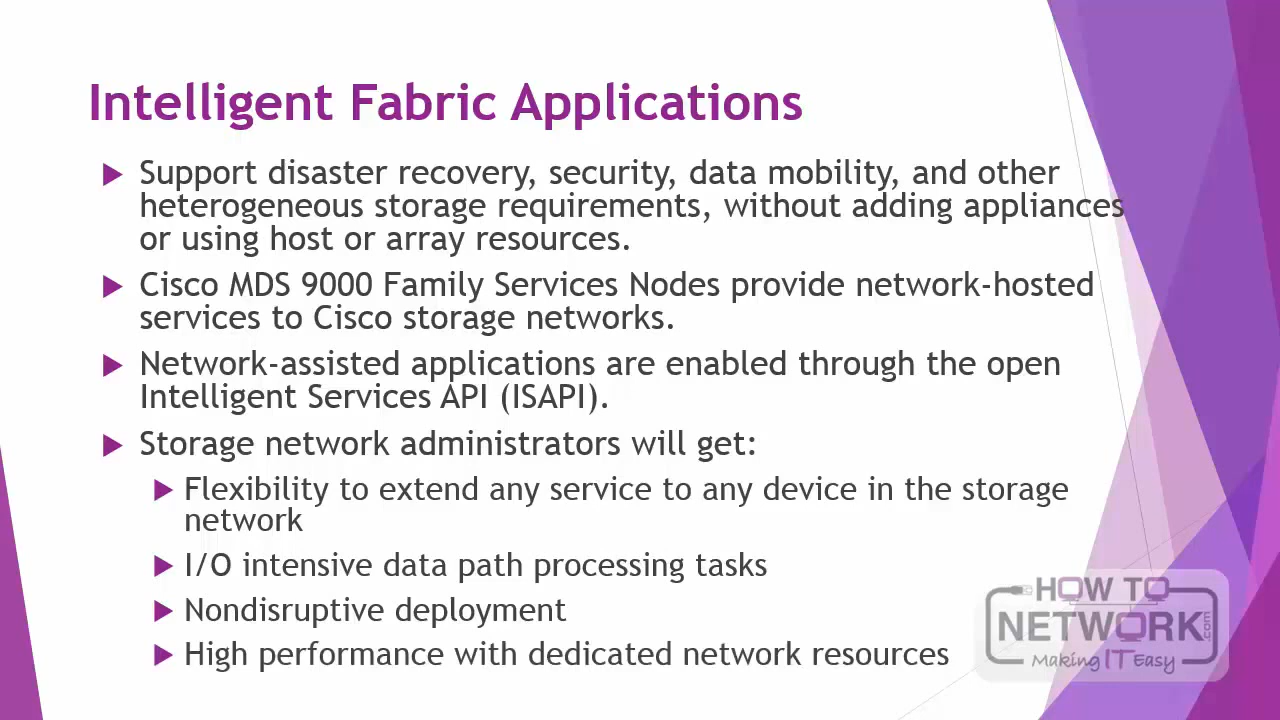 Intelligent Fabric Applications
Support disaster recovery, security, data mobility, and other
heterogeneous storage requirements, without adding appliances
or using host or array resources.
Cisco MDS 9000 Family Services Nodes provide network-hosted
services to Cisco storage networks.
Network-assisted applications are enabled through the open
Intelligent Services API (ISAPI).
Storage network administrators will get:
Flexibility to extend any service to any device in the storage
network
I/O intensive data path processing tasks
Nondisruptive deployment
High performance with dedicated network resources
HOW TO
NETWORK.com
Making IT Easy